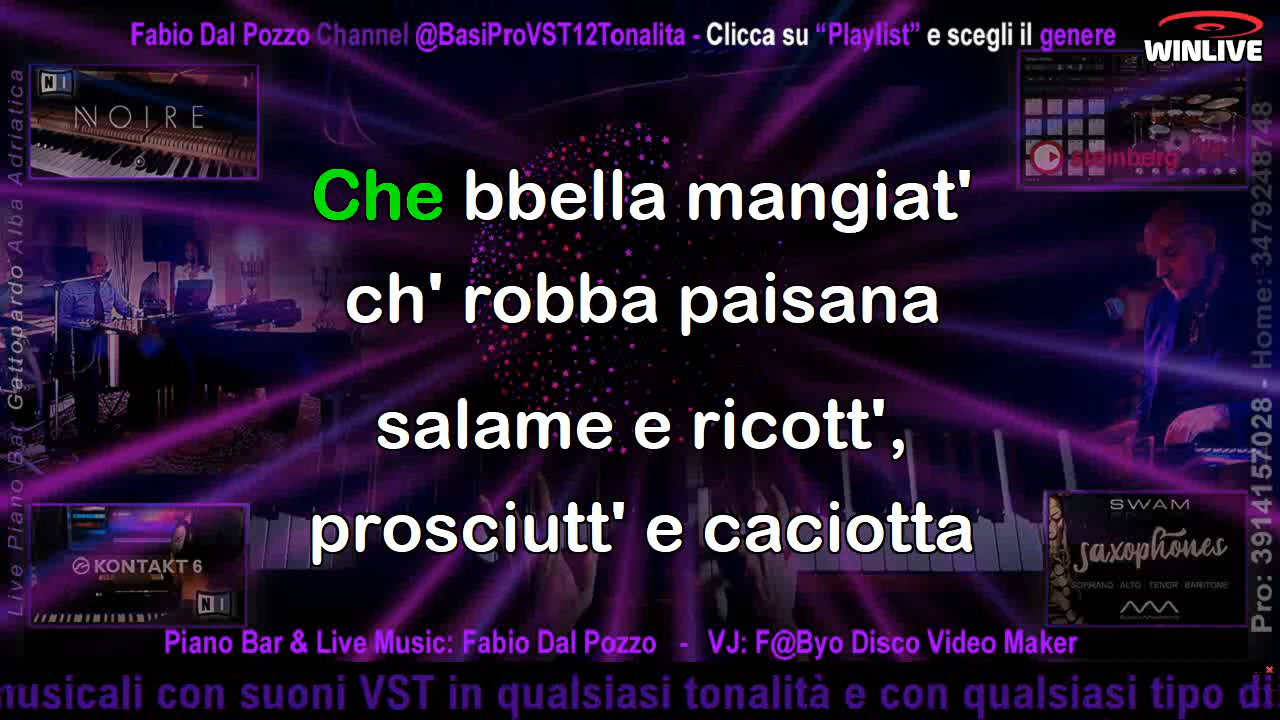 Fabio Dal Pozzo Channel @BasiProVST12Tonalita - Clicca su “Playlist” e scegli il genere
WINLIVE
NI
NOIRE
steinberg
Live Piano Bar Gattopardo Alba Adriatica
Che bbella mangiat'
ch' robba paisana
salame e ricott',
prosciutt' e caciotta
Pro: 3914157028 - Home: 3479248748
KONTAKT 6
NI
SWAM
saxophones
SOPRANO · ALTO · TENOR · BARITONE
Piano Bar & Live Music: Fabio Dal Pozzo - VJ: F@Byo Disco Video Maker
musicali con suoni VST in qualsiasi tonalità e con qualsiasi tipo di